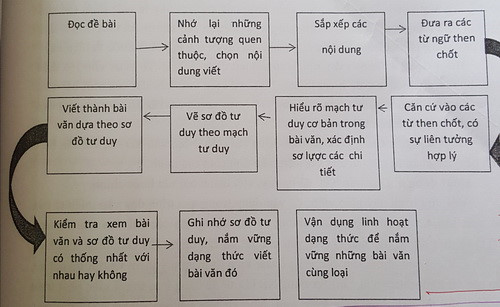 Đọc đề bài
Nhớ lại những
cảnh tượng quen
thuộc, chọn nội
dung viết
Sắp xếp các
nội dung
Đưa ra các
từ ngữ then
chốt
Căn cứ vào các
từ then chốt, có
sự liên tưởng
hợp lý
Hiểu rõ mạch tư
duy cơ bản trong
bài văn, xác định
sơ lược các chi
tiết
Vẽ sơ đồ tư
duy theo mạch
tư duy
Viết thành bài
văn dựa theo sơ
đồ tư duy
Kiểm tra xem bài
văn và sơ đồ tư duy
có thống nhất với
nhau hay không
Ghi nhớ sơ đồ tư
duy, nắm vững
dạng thức viết
bài văn đó
Vận dụng linh hoạt
dạng thức để nắm
vững những bài văn
cùng loại